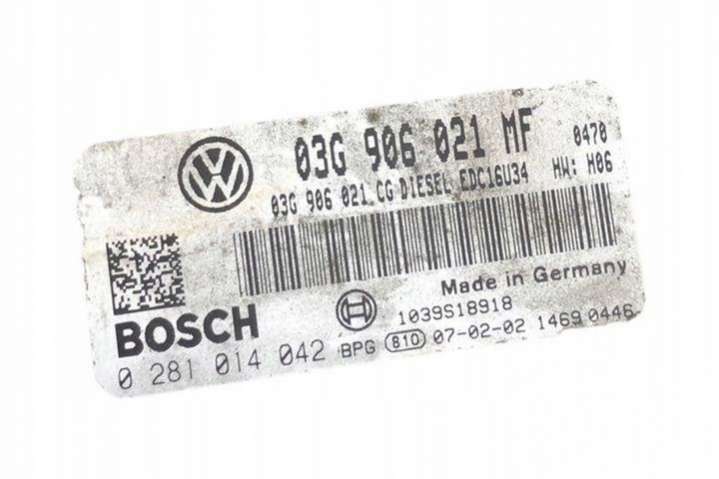 03G 906 021 MF 0470
03G 906 021 CG DIESEL EDC16U34 HW: H06
Made in Germany
BOSCH 1039S18918
0 281 014 042 BPG 810 07-02-02 1469 0446